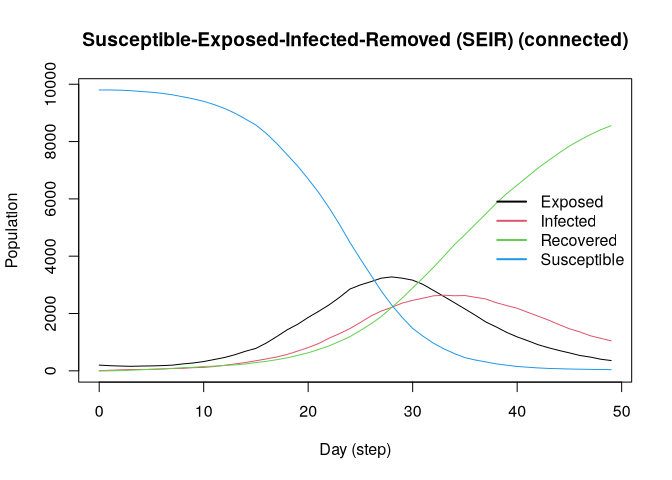 Susceptible-Exposed-Infected-Removed (SEIR) (connected)
Population
10000
8000
6000
4000
2000
0
Exposed
Infected
Recovered
Susceptible
0 10 20 30 40 50
Day (step)